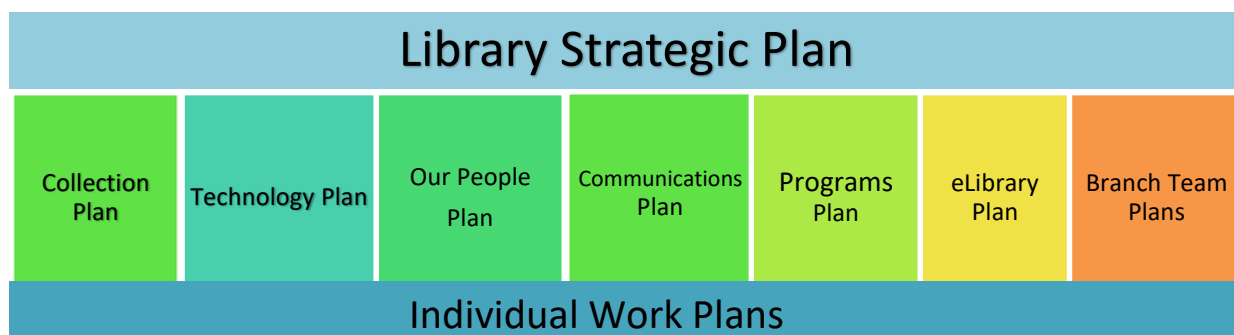 Library Strategic Plan
Collection
Plan
Technology Plan
Our People
Plan
Communications
Plan
Programs
Plan
eLibrary
Plan
Branch Team
Plans
Individual Work Plans